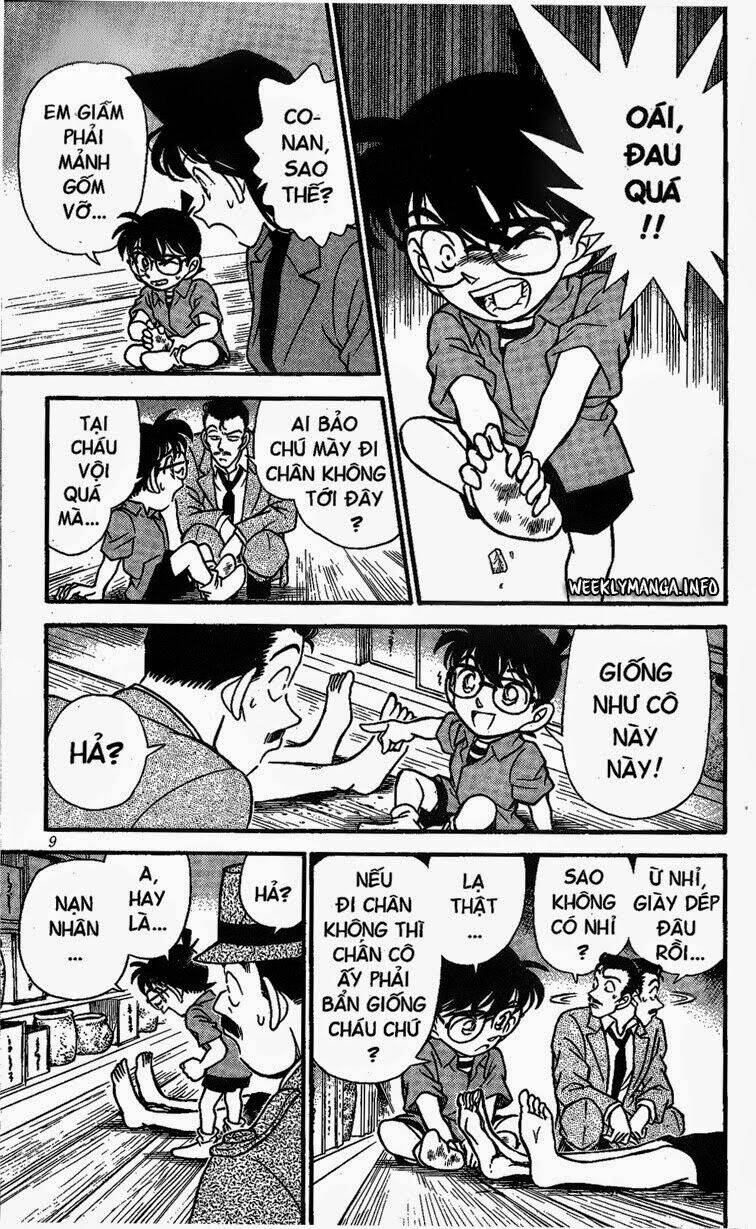 OÁI,
ĐAU
QUÁ
!!
CO-
NAN,
SAO
THẾ?
EM GIẪM
PHẢI
MẢNH
GỐM
VỠ...
AI BẢO
CHÚ MÀY ĐI
CHÂN KHÔNG
TỚI ĐÂY
?
TẠI
CHÁU
VỘI
QUÁ
MÀ...
WEEKLYMANGA.INFO
GIỐNG
NHƯ CÔ
NÀY
NÀY!
HẢ?
9
Ừ NHỈ,
GIÀY DÉP
ĐÂU
RỒI...
SAO
KHÔNG
CÓ NHỈ
?
LẠ
THẬT
...
NẾU
ĐI CHÂN
KHÔNG THÌ
CHÂN CÔ
ẤY PHẢI
BẨN GIỐNG
CHÁU CHỨ
?
HẢ?
A,
HAY
LÀ...
NẠN
NHÂN
...